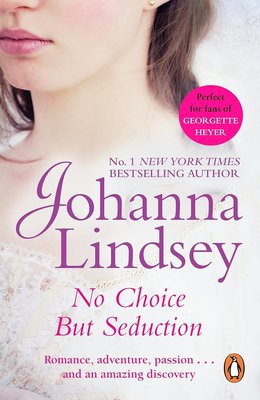 Perfect
for fans of
GEORGETTE
HEYER
No. 1 NEW YORK TIMES
BESTSELLING AUTHOR
Johanna
Lindsey
No Choice
But Seduction
Romance, adventure, passion . . .
and an amazing discovery